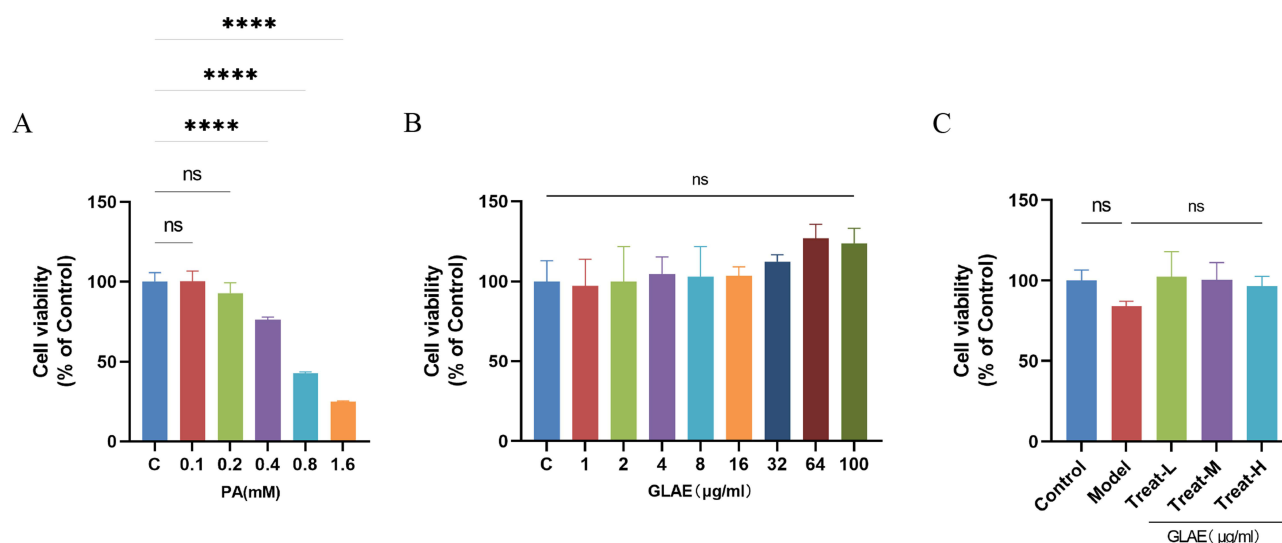 A
****
****
****
ns
ns
150
100
50
0
Cell viability
(% of Control)
C 0.1 0.2 0.4 0.8 1.6
PA(mM)
B
ns
150
100
50
0
Cell viability
(% of Control)
C 1 2 4 8 16 32 64 100
GLAE（μg/ml）
C
ns ns
150
100
50
0
Cell viability
(% of Control)
Control Model Treat-L Treat-M Treat-H
GLAE（ μg/ml）